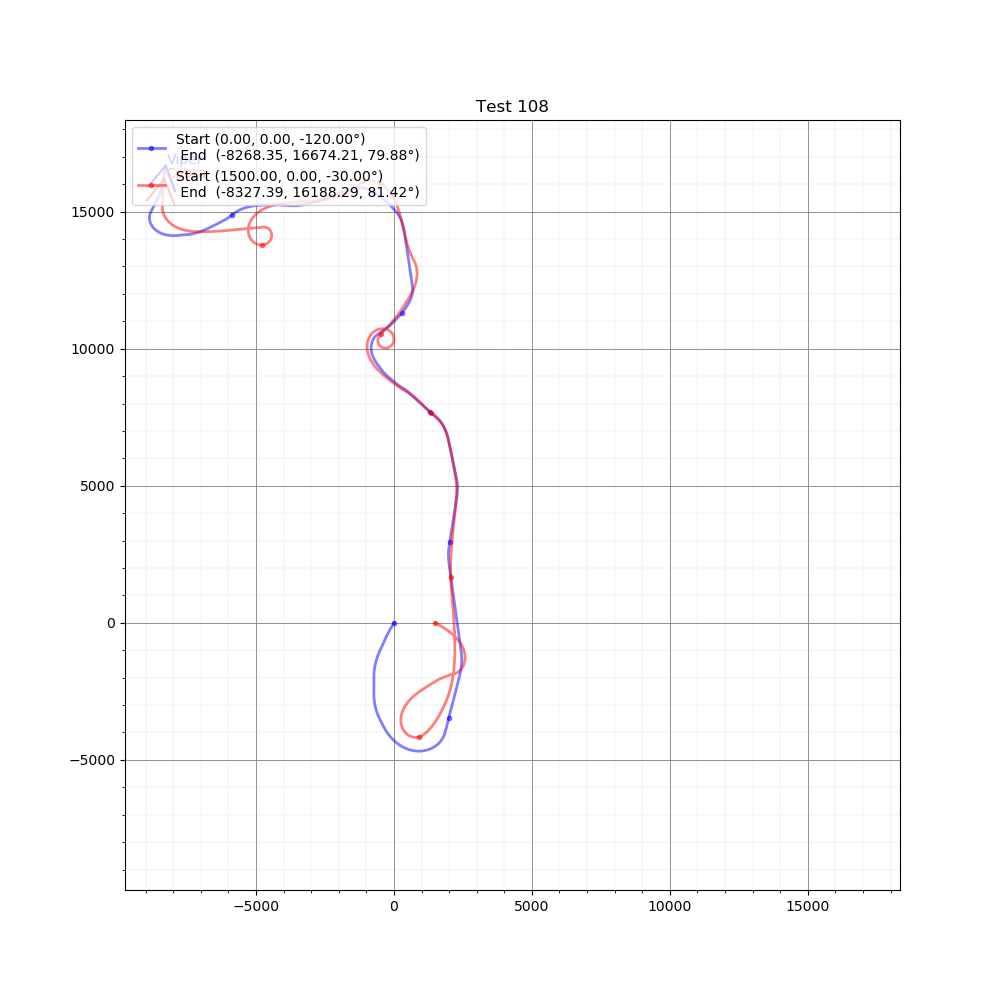 Test 108
Start (0.00, 0.00, -120.00°)
End (-8268.35, 16674.21, 79.88°)
Start (1500.00, 0.00, -30.00°)
End (-8327.39, 16188.29, 81.42°)
Viper
15000
10000
5000
0
−5000
−5000
0
5000
10000
15000